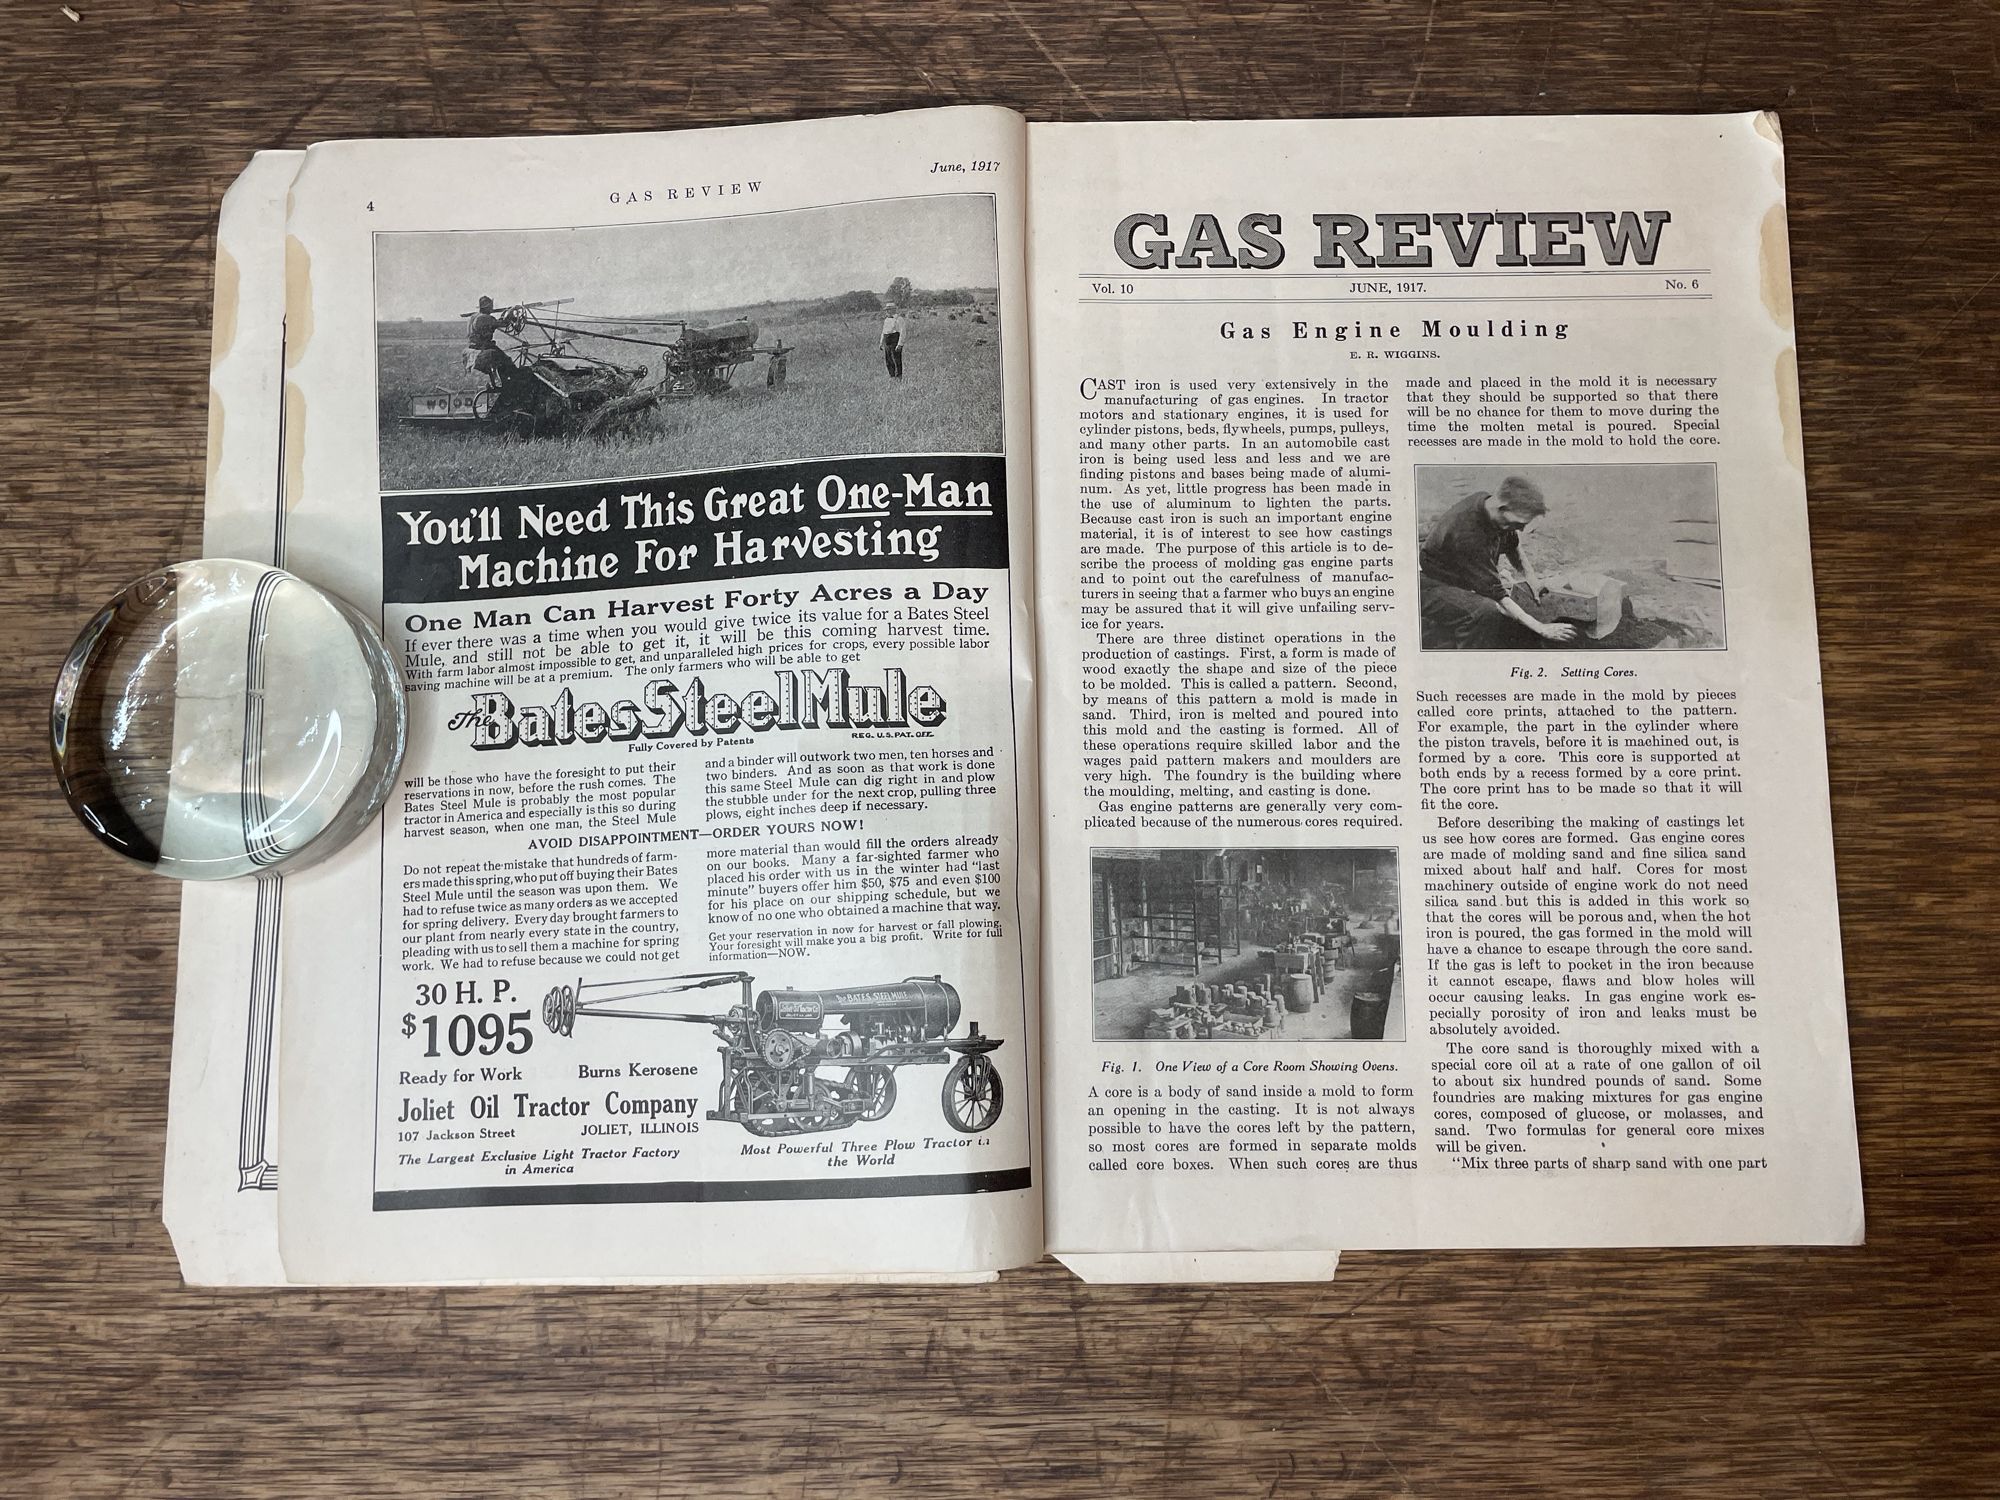 4
GAS REVIEW
June, 1917
WOOD
You'll Need This Great One-Man
Machine For Harvesting
One Man Can Harvest Forty Acres a Day
If ever there was a time when you would give twice its value for a Bates Steel
Mule, and still not be able to get it, it will be this coming harvest time.
With farm labor almost impossible to get, and unparalleled high prices for crops, every possible labor
saving machine will be at a premium. The only farmers who will be able to get
The Bates Steel Mule
REG. U.S. PAT. OFF.
Fully Covered by Patents
will be those who have the foresight to put their
reservations in now, before the rush comes. The
Bates Steel Mule is probably the most popular
tractor in America and especially is this so during
harvest season, when one man, the Steel Mule
and a binder will outwork two men, ten horses and
two binders. And as soon as that work is done
this same Steel Mule can dig right in and plow
the stubble under for the next crop, pulling three
plows, eight inches deep if necessary.
AVOID DISAPPOINTMENT—ORDER YOURS NOW!
Do not repeat the mistake that hundreds of farm-
ers made this spring, who put off buying their Bates
Steel Mule until the season was upon them. We
had to refuse twice as many orders as we accepted
for spring delivery. Every day brought farmers to
our plant from nearly every state in the country,
pleading with us to sell them a machine for spring
work. We had to refuse because we could not get
more material than would fill the orders already
on our books. Many a far-sighted farmer who
placed his order with us in the winter had "last
minute" buyers offer him $50, $75 and even $100
for his place on our shipping schedule, but we
know of no one who obtained a machine that way.
Get your reservation in now for harvest or fall plowing.
Your foresight will make you a big profit. Write for full
information—NOW.
30 H. P.
$1095
Ready for Work
Burns Kerosene
The BATES STEEL MULE
Joliet Oil Tractor Company
107 Jackson Street
JOLIET, ILLINOIS
The Largest Exclusive Light Tractor Factory
in America
Most Powerful Three Plow Tractor in
the World
GAS REVIEW
Vol. 10
JUNE, 1917.
No. 6
Gas Engine Moulding
E. R. WIGGINS.
CAST iron is used very extensively in the
manufacturing of gas engines. In tractor
motors and stationary engines, it is used for
cylinder pistons, beds, flywheels, pumps, pulleys,
and many other parts. In an automobile cast
iron is being used less and less and we are
finding pistons and bases being made of alumi-
num. As yet, little progress has been made in
the use of aluminum to lighten the parts.
Because cast iron is such an important engine
material, it is of interest to see how castings
are made. The purpose of this article is to de-
scribe the process of molding gas engine parts
and to point out the carefulness of manufac-
turers in seeing that a farmer who buys an engine
may be assured that it will give unfailing serv-
ice for years.
There are three distinct operations in the
production of castings. First, a form is made of
wood exactly the shape and size of the piece
to be molded. This is called a pattern. Second,
by means of this pattern a mold is made in
sand. Third, iron is melted and poured into
this mold and the casting is formed. All of
these operations require skilled labor and the
wages paid pattern makers and moulders are
very high. The foundry is the building where
the moulding, melting, and casting is done.
Gas engine patterns are generally very com-
plicated because of the numerous cores required.
Fig. 1. One View of a Core Room Showing Ovens.
A core is a body of sand inside a mold to form
an opening in the casting. It is not always
possible to have the cores left by the pattern,
so most cores are formed in separate molds
called core boxes. When such cores are thus
made and placed in the mold it is necessary
that they should be supported so that there
will be no chance for them to move during the
time the molten metal is poured. Special
recesses are made in the mold to hold the core.
Fig. 2. Setting Cores.
Such recesses are made in the mold by pieces
called core prints, attached to the pattern.
For example, the part in the cylinder where
the piston travels, before it is machined out, is
formed by a core. This core is supported at
both ends by a recess formed by a core print.
The core print has to be made so that it will
fit the core.
Before describing the making of castings let
us see how cores are formed. Gas engine cores
are made of molding sand and fine silica sand
mixed about half and half. Cores for most
machinery outside of engine work do not need
silica sand but this is added in this work so
that the cores will be porous and, when the hot
iron is poured, the gas formed in the mold will
have a chance to escape through the core sand.
If the gas is left to pocket in the iron because
it cannot escape, flaws and blow holes will
occur causing leaks. In gas engine work es-
pecially porosity of iron and leaks must be
absolutely avoided.
The core sand is thoroughly mixed with a
special core oil at a rate of one gallon of oil
to about six hundred pounds of sand. Some
foundries are making mixtures for gas engine
cores, composed of glucose, or molasses, and
sand. Two formulas for general core mixes
will be given.
"Mix three parts of sharp sand with one part